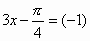 3x − π/4 = (−1)